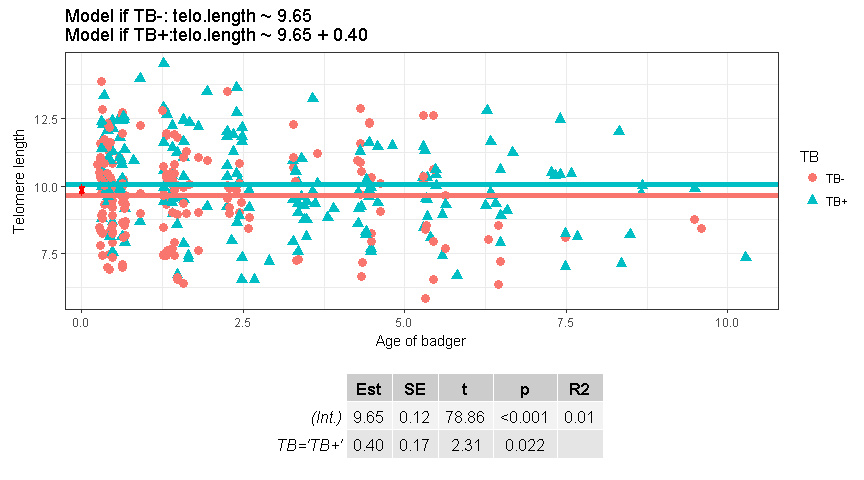 Model if TB-: telo.length ~ 9.65
Model if TB+:telo.length ~ 9.65 + 0.40
Telomere length
12.5
10.0
7.5
0.0 2.5 5.0 7.5 10.0
Age of badger
TB
TB-
TB+
Est SE t p R2
(Int.) 9.65 0.12 78.86 <0.001 0.01
TB='TB+' 0.40 0.17 2.31 0.022